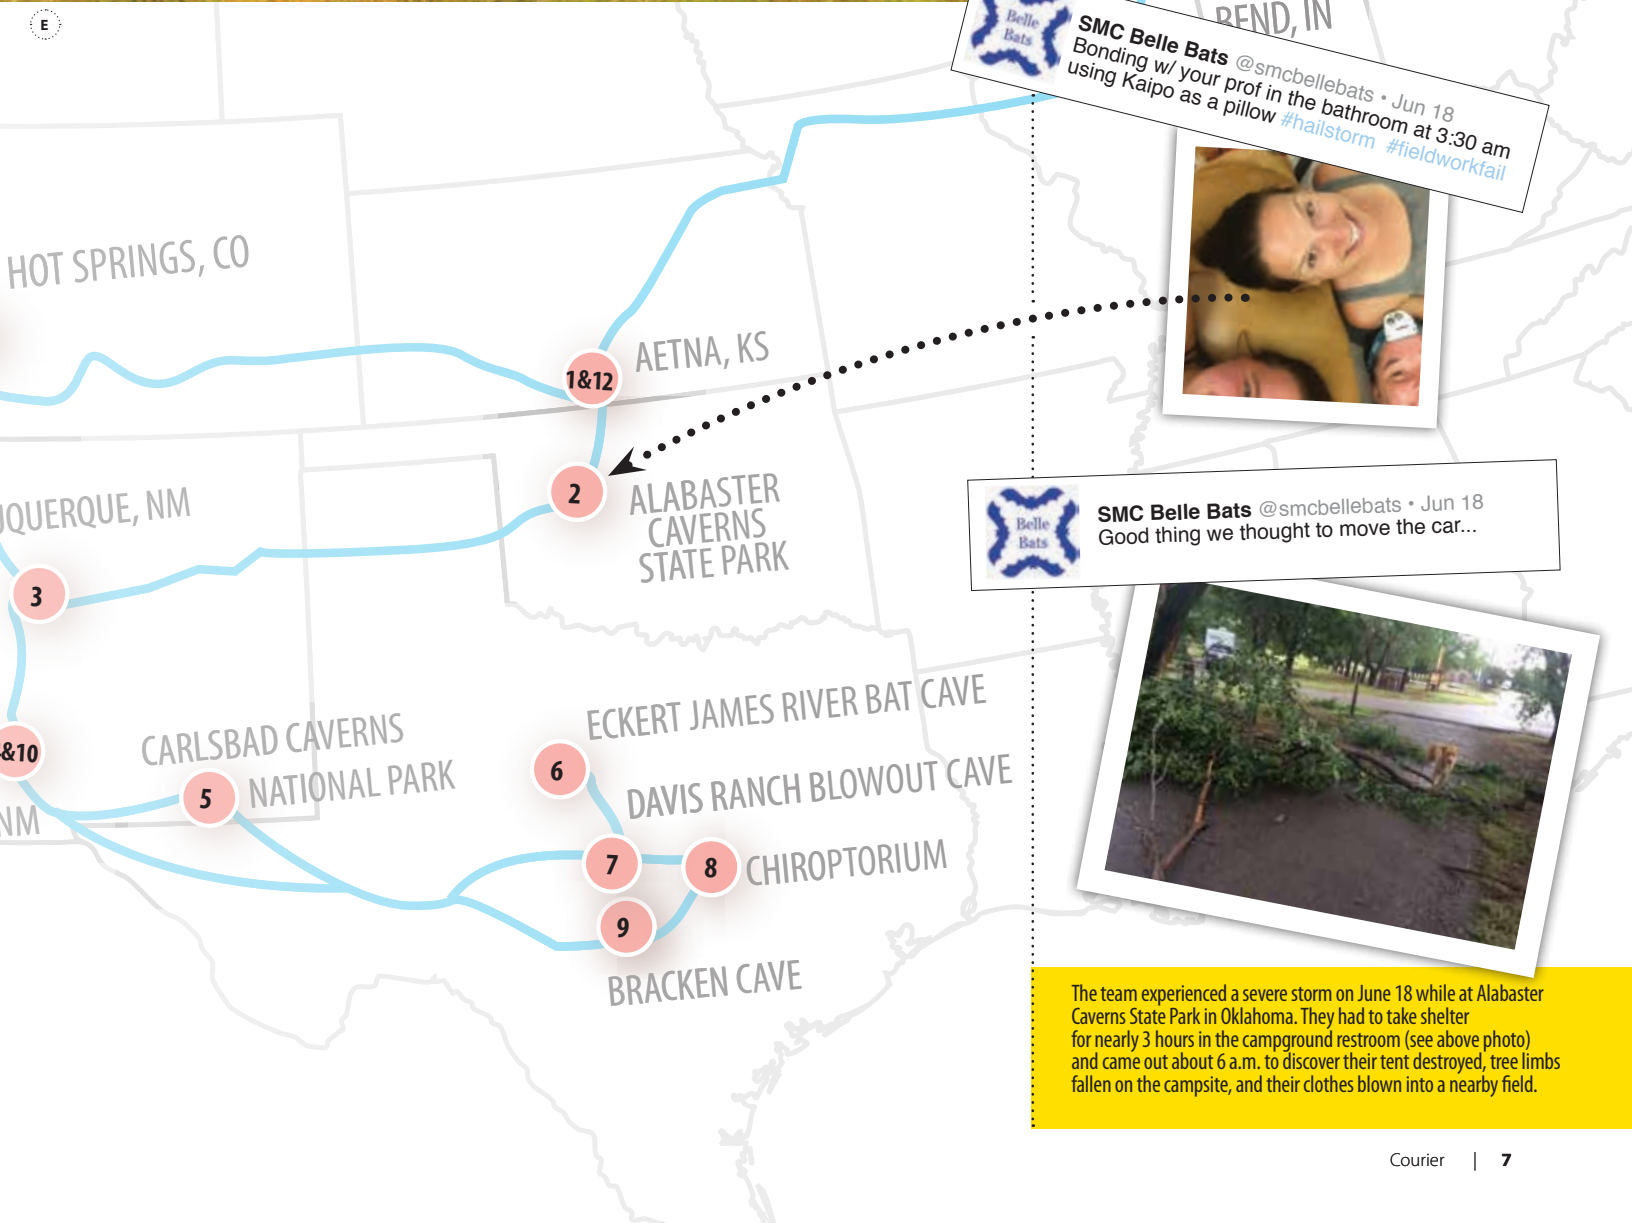 E
BEND, IN
Belle
Bats
SMC Belle Bats @smcbellebats • Jun 18
Bonding w/ your prof in the bathroom at 3:30 am
using Kaipo as a pillow #hailstorm #fieldworkfail
HOT SPRINGS, CO
1&12
AETNA, KS
2
ALABASTER
CAVERNS
STATE PARK
UQUERQUE, NM
3
Belle
Bats
SMC Belle Bats @smcbellebats • Jun 18
Good thing we thought to move the car...
&10
NM
CARLSBAD CAVERNS
NATIONAL PARK
5
ECKERT JAMES RIVER BAT CAVE
6
DAVIS RANCH BLOWOUT CAVE
7
8
CHIROPTORIUM
9
BRACKEN CAVE
The team experienced a severe storm on June 18 while at Alabaster
Caverns State Park in Oklahoma. They had to take shelter
for nearly 3 hours in the campground restroom (see above photo)
and came out about 6 a.m. to discover their tent destroyed, tree limbs
fallen on the campsite, and their clothes blown into a nearby field.
Courier | 7